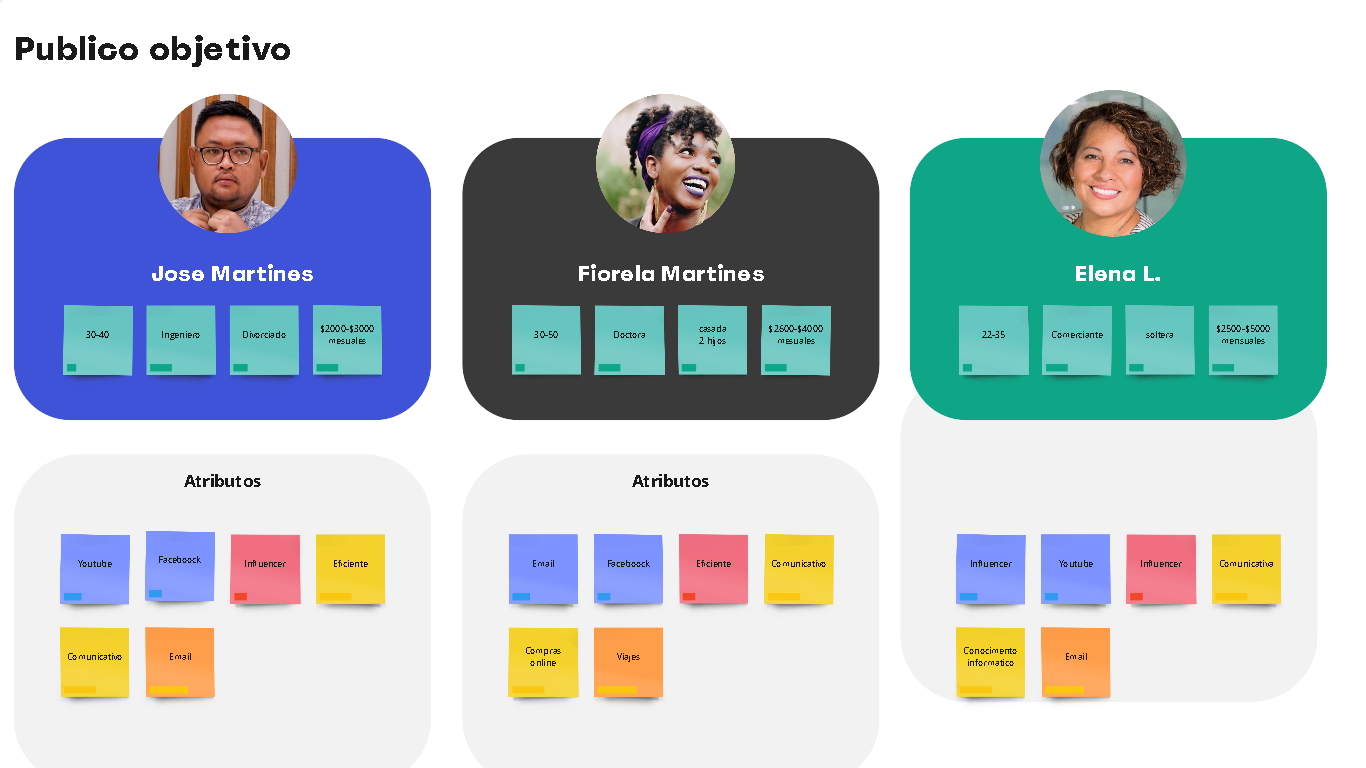 Publico objetivo
Jose Martines
30-40
Ingeniero
Divorciado
$2000-$3000
mesuales
Fiorela Martines
30-50
Doctora
casada
2 hijos
$2600-$4000
mesuales
Elena L.
22-35
Comerciante
soltera
$2500-$5000
mensuales
Atributos
Youtube
Faceboock
Influencer
Eficiente
Comunicativo
Email
Atributos
Email
Faceboock
Eficiente
Comunicativo
Compras
online
Viajes
Influencer
Youtube
Influencer
Comunicativa
Conocimento
informatico
Email